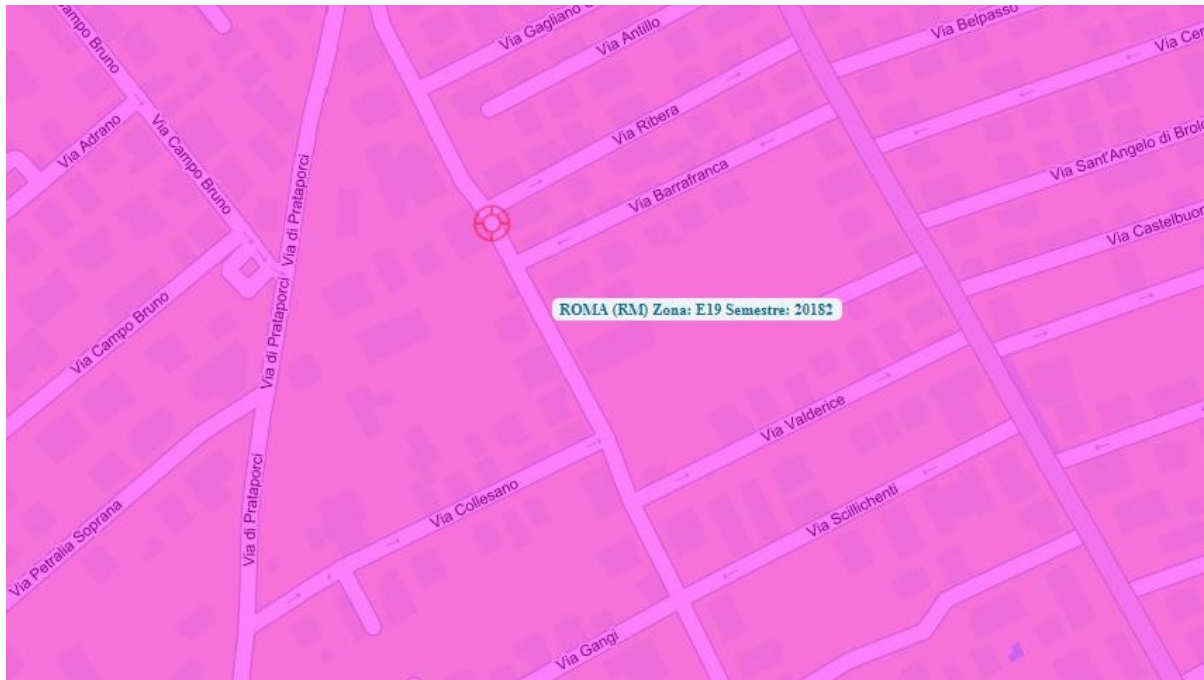 Campo Bruno
Via Gagliano
Via Antillo
Via Belpasso
Via Cer
Via Adrano
Via Campo Bruno
Via Ribera
Via Barrafranca
Via Sant'Angelo di Brolo
Via di Prataporci
Via Castelbuon
Via Campo Bruno
Via di Prataporci
ROMA (RM) Zona: E19 Semestre: 20182
Via Valderice
Via Collesano
Via di Prataporci
Via Scillichenti
Via Petralia Soprana
Via Gangi